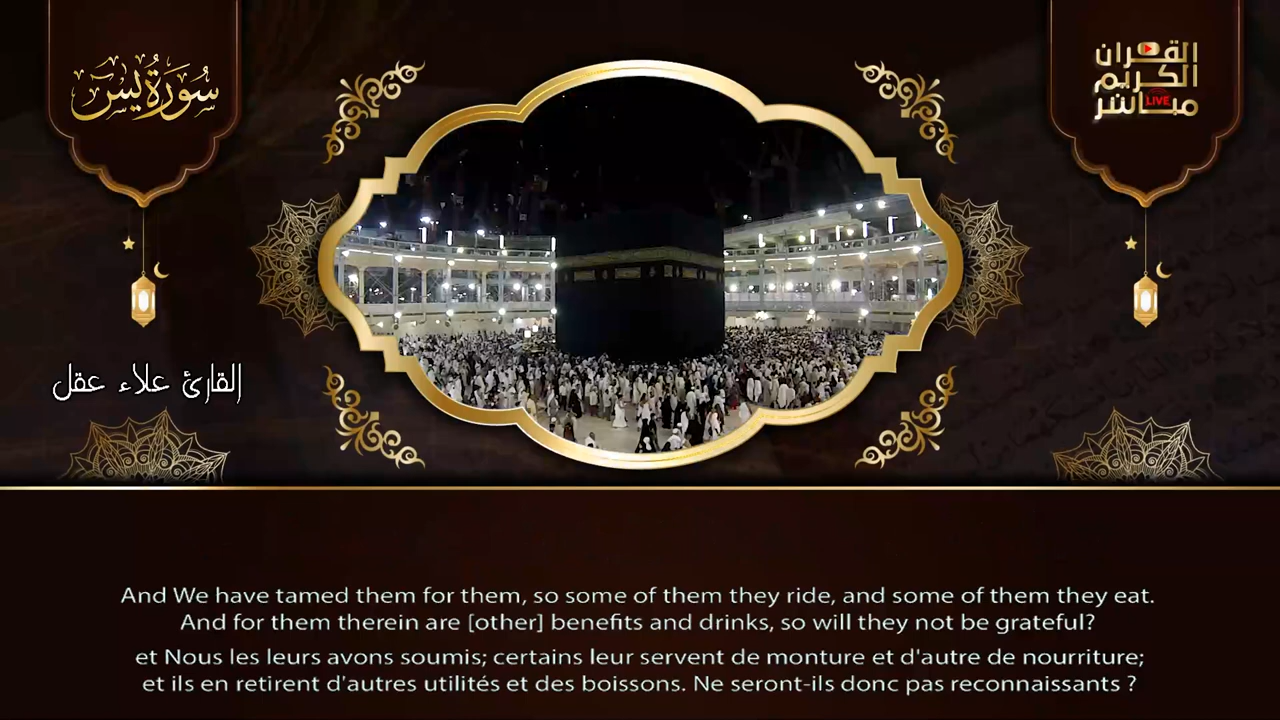 سُورَةُ يسٓ
القرآن
الكريم
مباشر
LIVE
القارئ علاء عقل
And We have tamed them for them, so some of them they ride, and some of them they eat.
And for them therein are [other] benefits and drinks, so will they not be grateful?
et Nous les leurs avons soumis; certains leur servent de monture et d'autre de nourriture;
et ils en retirent d'autres utilités et des boissons. Ne seront-ils donc pas reconnaissants ?